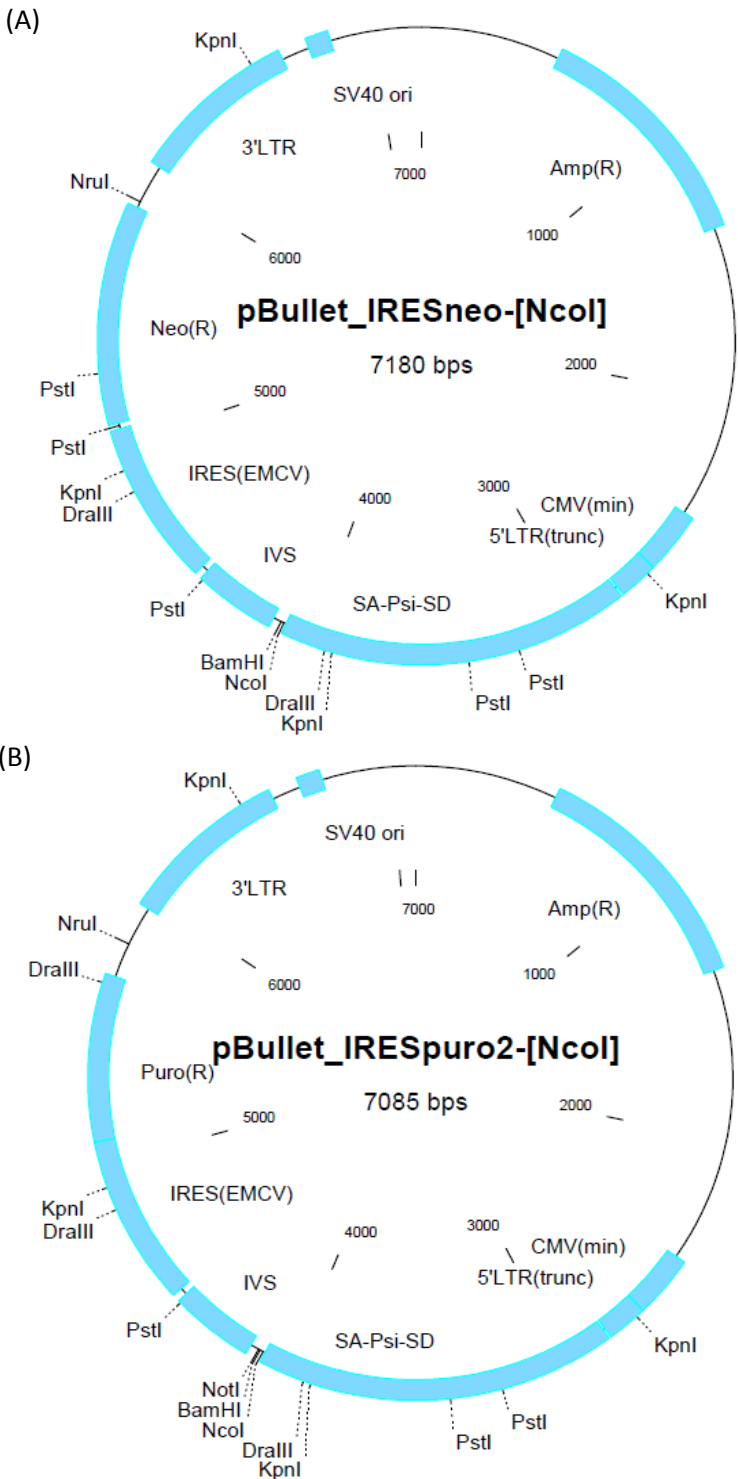 (A)
KpnI
SV40 ori
3'LTR
7000
Amp(R)
NruI
1000
6000
pBullet_IRESneo-[NcoI]
Neo(R)
7180 bps
2000
PstI
5000
PstI
KpnI
IRES(EMCV)
DraIII
3000
4000
CMV(min)
5'LTR(trunc)
IVS
KpnI
PstI
SA-Psi-SD
BamHI
NcoI
PstI
DraIII
PstI
KpnI
(B)
KpnI
SV40 ori
3'LTR
7000
Amp(R)
NruI
1000
DraIII
6000
pBullet_IRESpuro2-[NcoI]
Puro(R)
7085 bps
2000
5000
IRES(EMCV)
KpnI
DraIII
3000
4000
CMV(min)
5'LTR(trunc)
IVS
PstI
SA-Psi-SD
KpnI
NotI
BamHI
NcoI
PstI
DraIII
PstI
KpnI